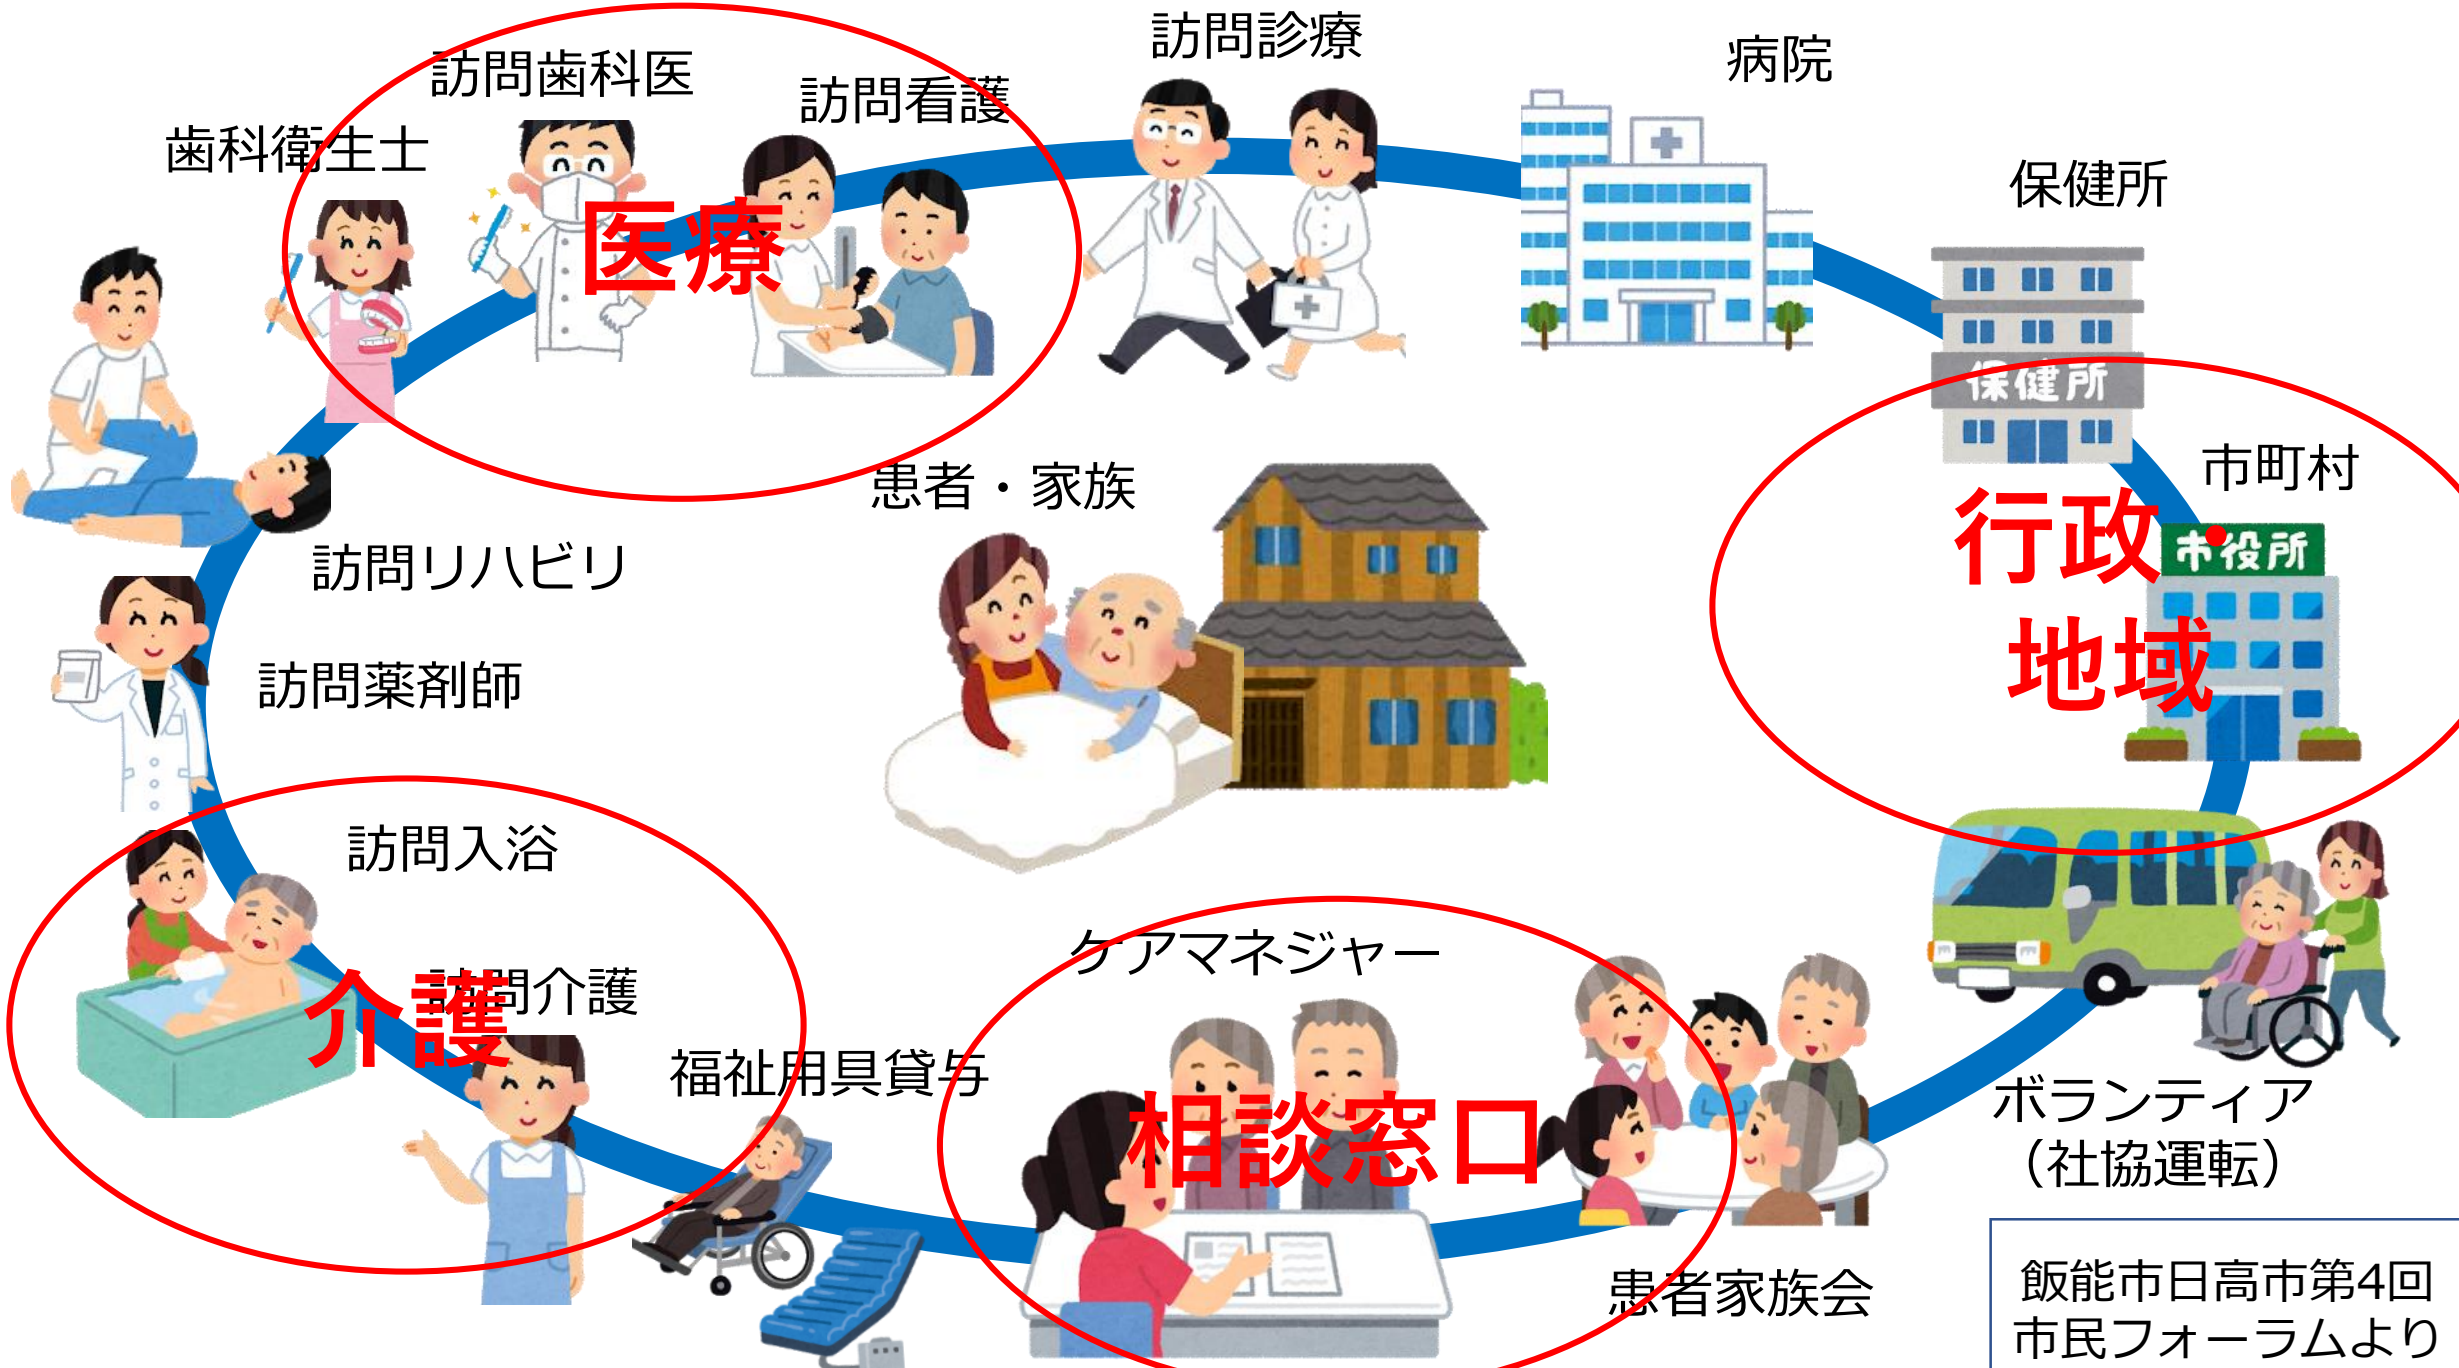 訪問診療
病院
訪問歯科医
訪問看護
歯科衛生士
保健所
医療
保健所
市町村
患者・家族
行政・
地域
市役所
訪問リハビリ
訪問薬剤師
訪問入浴
ケアマネジャー
訪問介護
介護
福祉用具貸与
相談窓口
ボランティア
（社協運転）
患者家族会
飯能市日高市第4回
市民フォーラムより